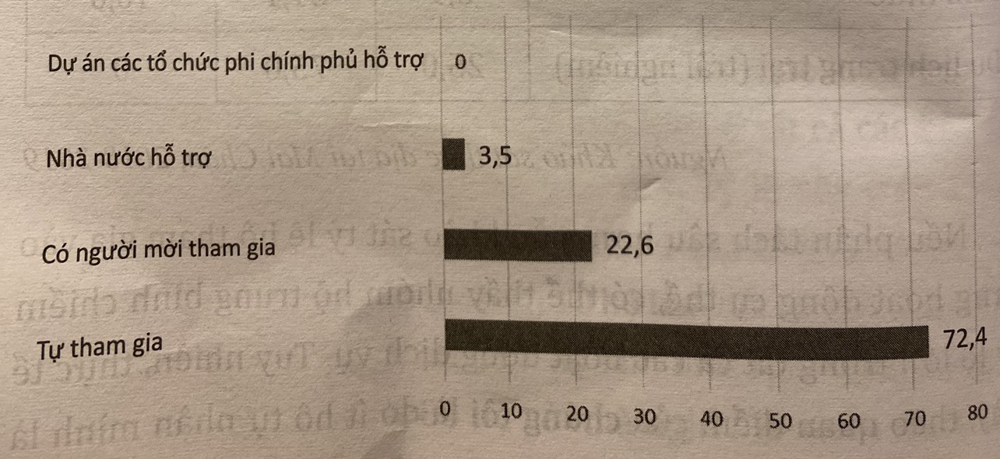 Dự án các tổ chức phi chính phủ hỗ trợ 0
Nhà nước hỗ trợ 3,5
Có người mời tham gia 22,6
Tự tham gia 72,4
0 10 20 30 40 50 60 70 80